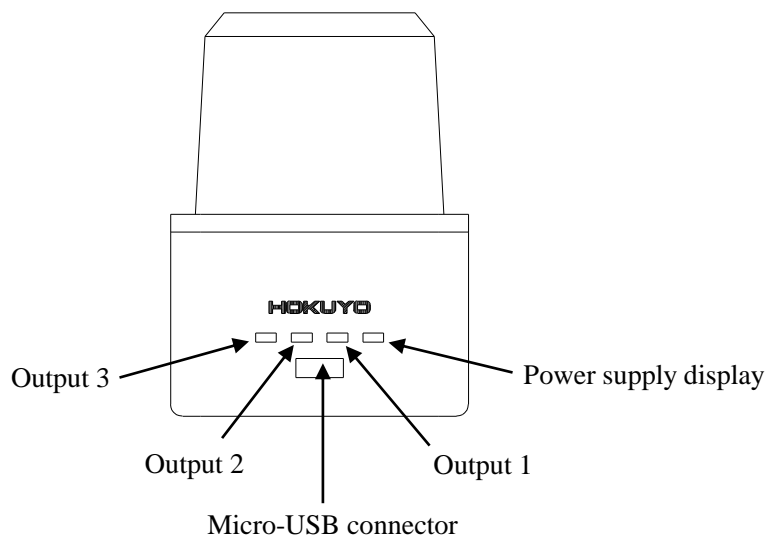 HOKUYO
Output 3
Power supply display
Output 2
Output 1
Micro-USB connector